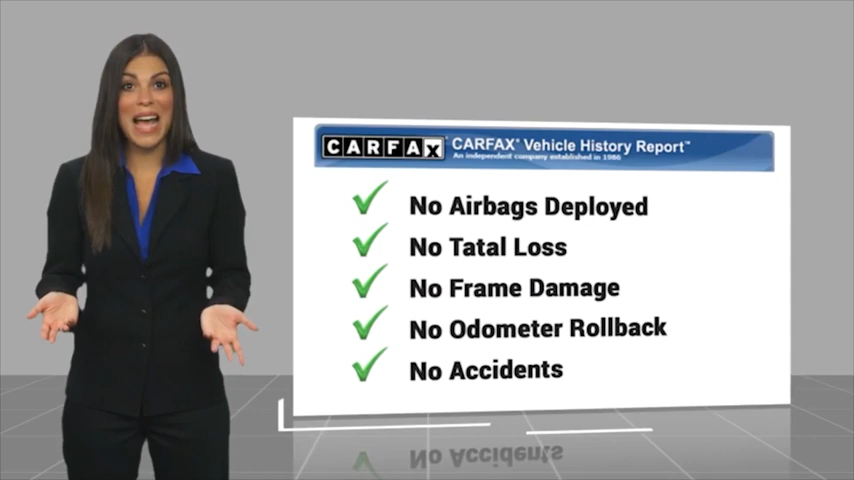 CARFAX CARFAX® Vehicle History Report™
An independent company established in 1986
No Airbags Deployed
No Tatal Loss
No Frame Damage
No Odometer Rollback
No Accidents
No Accidents